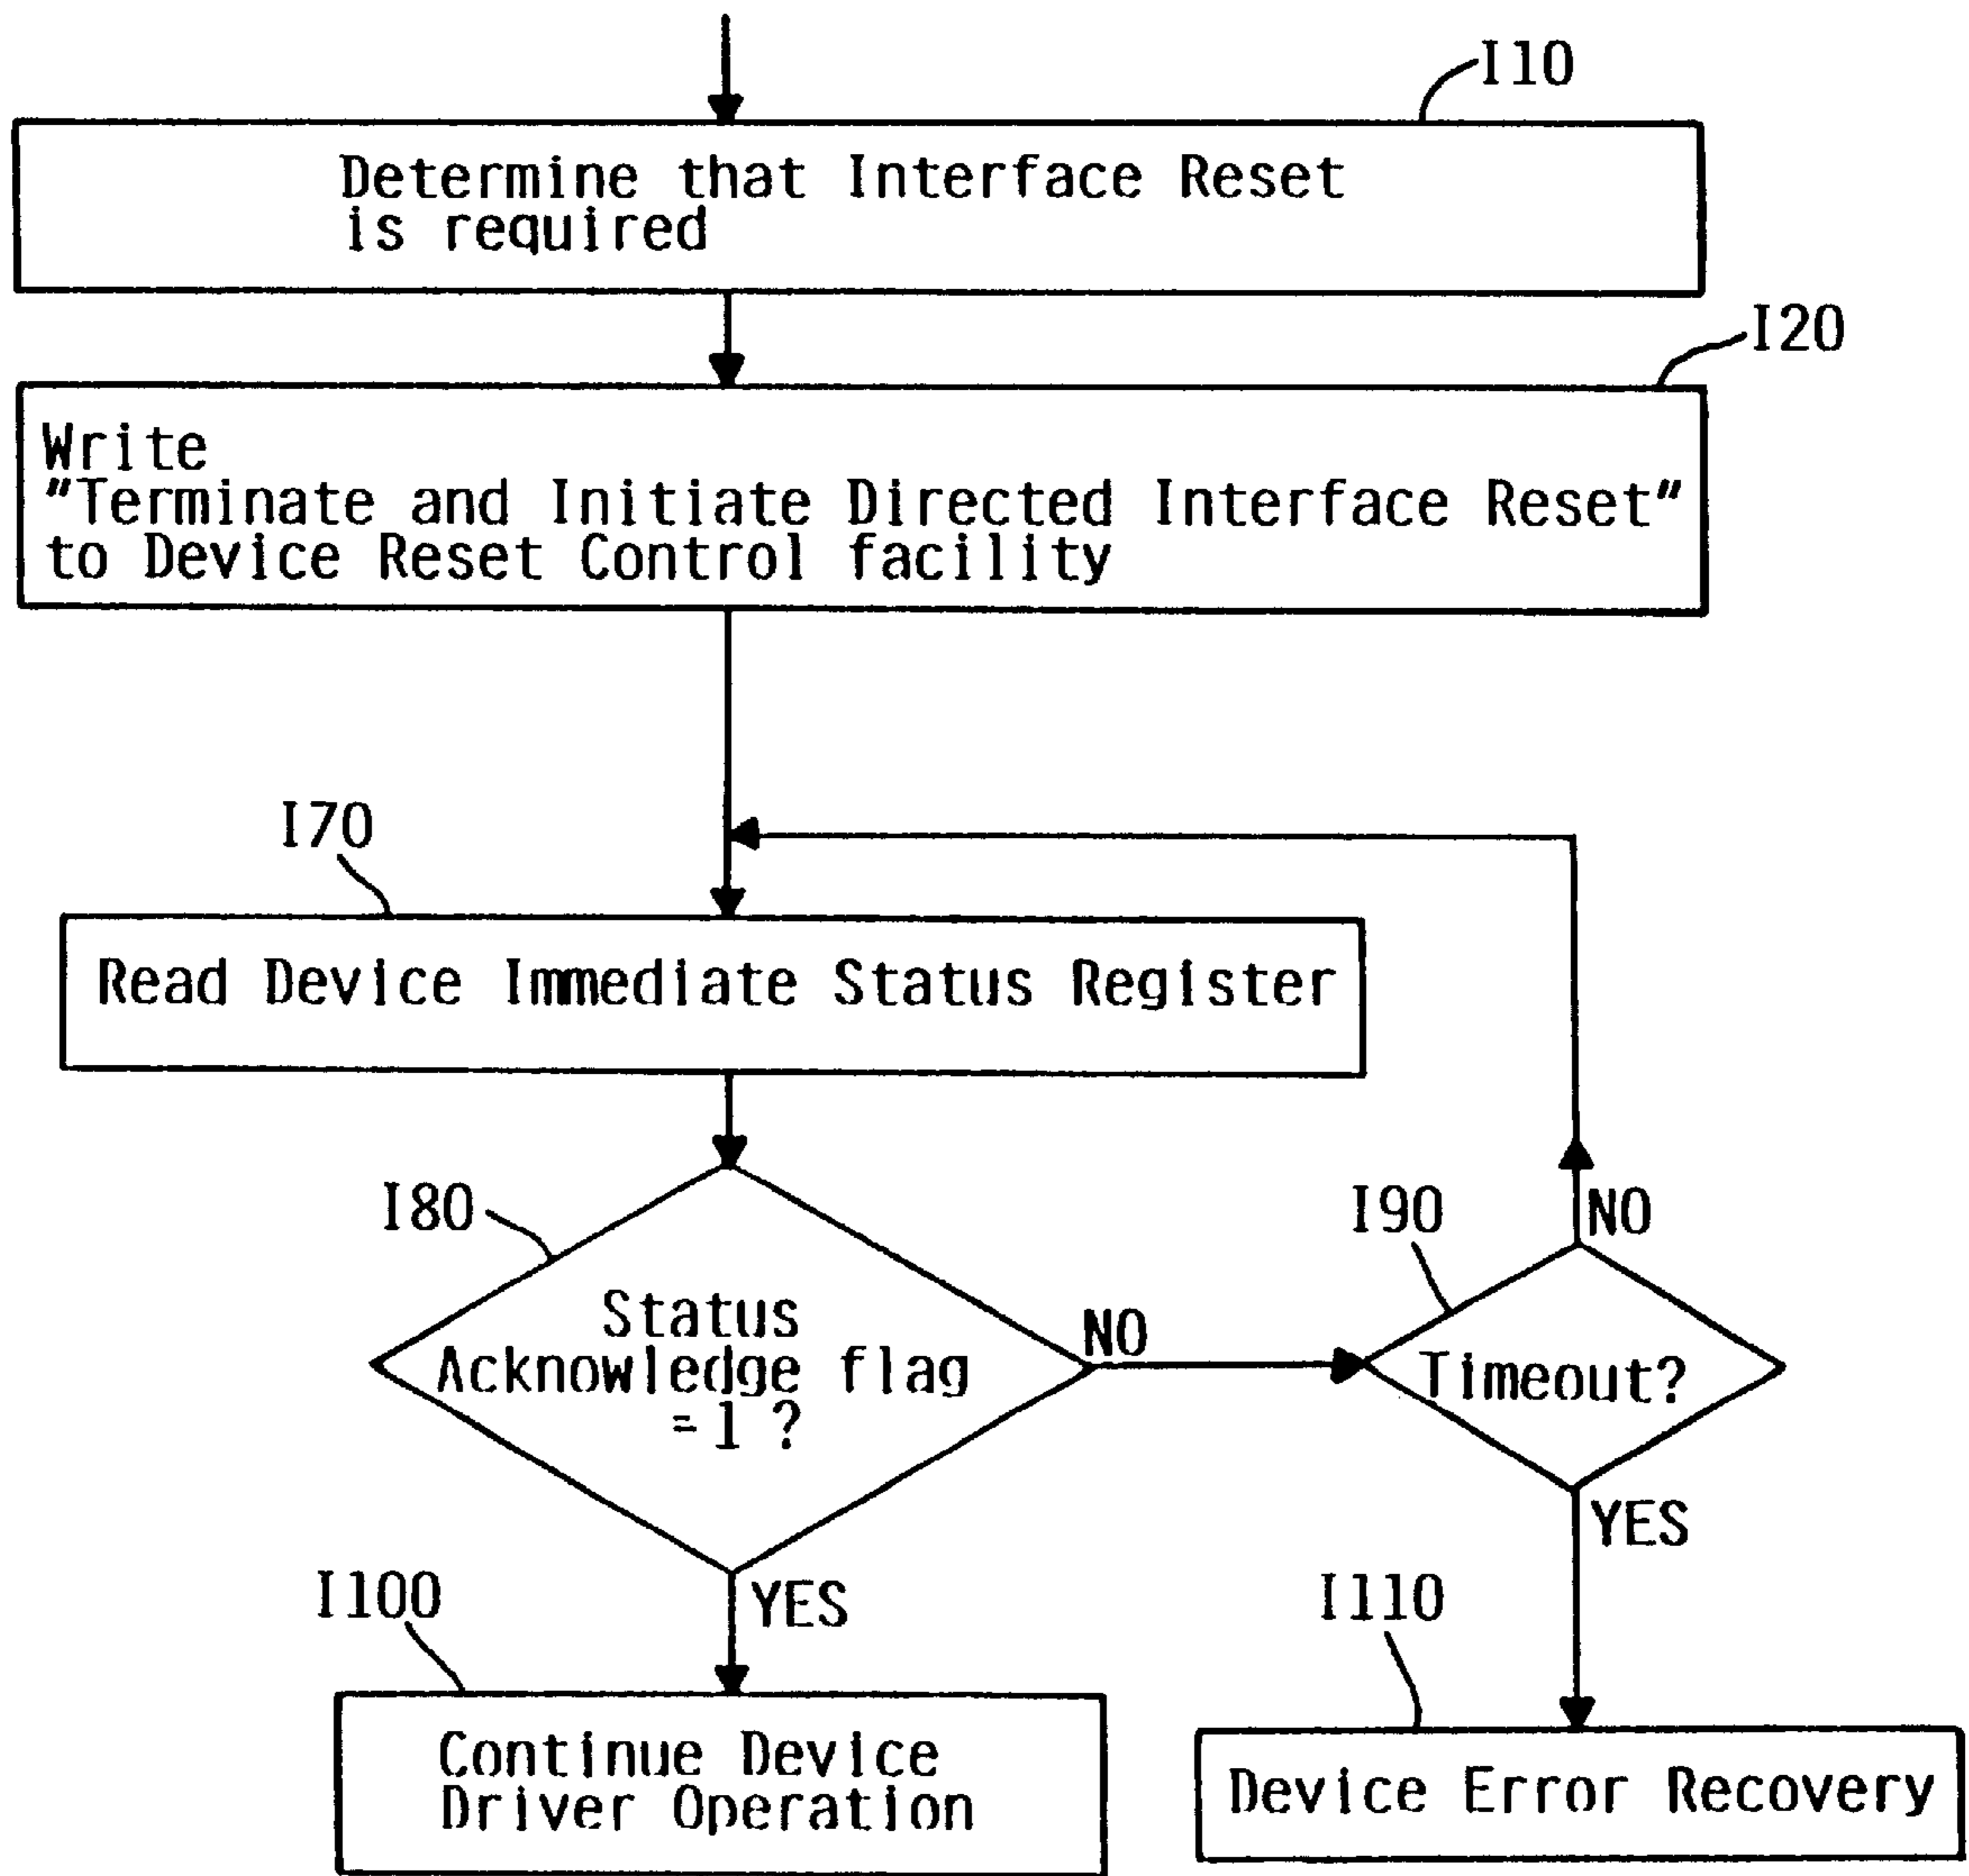 I10
Determine that Interface Reset
is required
I20
Write
"Terminate and Initiate Directed Interface Reset"
to Device Reset Control facility
I70
Read Device Immediate Status Register
I80
I90
NO
Status
Acknowledge flag
=1 ?
NO
Timeout?
YES
I100
YES
I110
Continue Device
Driver Operation
Device Error Recovery